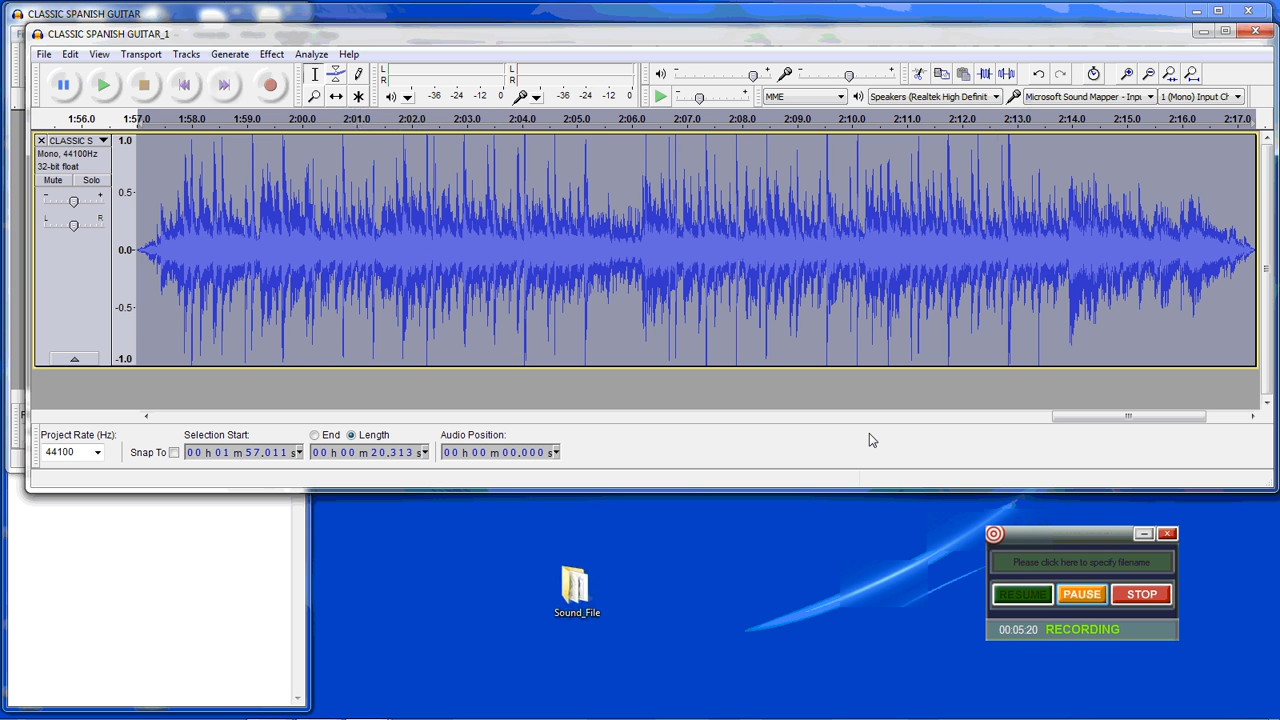 CLASSIC SPANISH GUITAR
CLASSIC SPANISH GUITAR_1
File Edit View Transport Tracks Generate Effect Analyze Help
L
R
-36 -24 -12 0
L
R
-36 -24 -12 0
MME
Speakers (Realtek High Definit
Microsoft Sound Mapper - Inpu
1 (Mono) Input Ch
1:56.0 1:57.0 1:58.0 1:59.0 2:00.0 2:01.0 2:02.0 2:03.0 2:04.0 2:05.0 2:06.0 2:07.0 2:08.0 2:09.0 2:10.0 2:11.0 2:12.0 2:13.0 2:14.0 2:15.0 2:16.0 2:17.0
CLASSIC S
Mono, 44100Hz
32-bit float
Mute Solo
- +
L R
1.0
0.5-
0.0-
-0.5-
-1.0
Project Rate (Hz):
44100
Snap To
Selection Start:
00 h 01 m 57.011 s
End Length
00 h 00 m 20.313 s
Audio Position:
00 h 00 m 00.000 s
Sound_File
Please click here to specify filename
RESUME PAUSE STOP
00:05:20 RECORDING